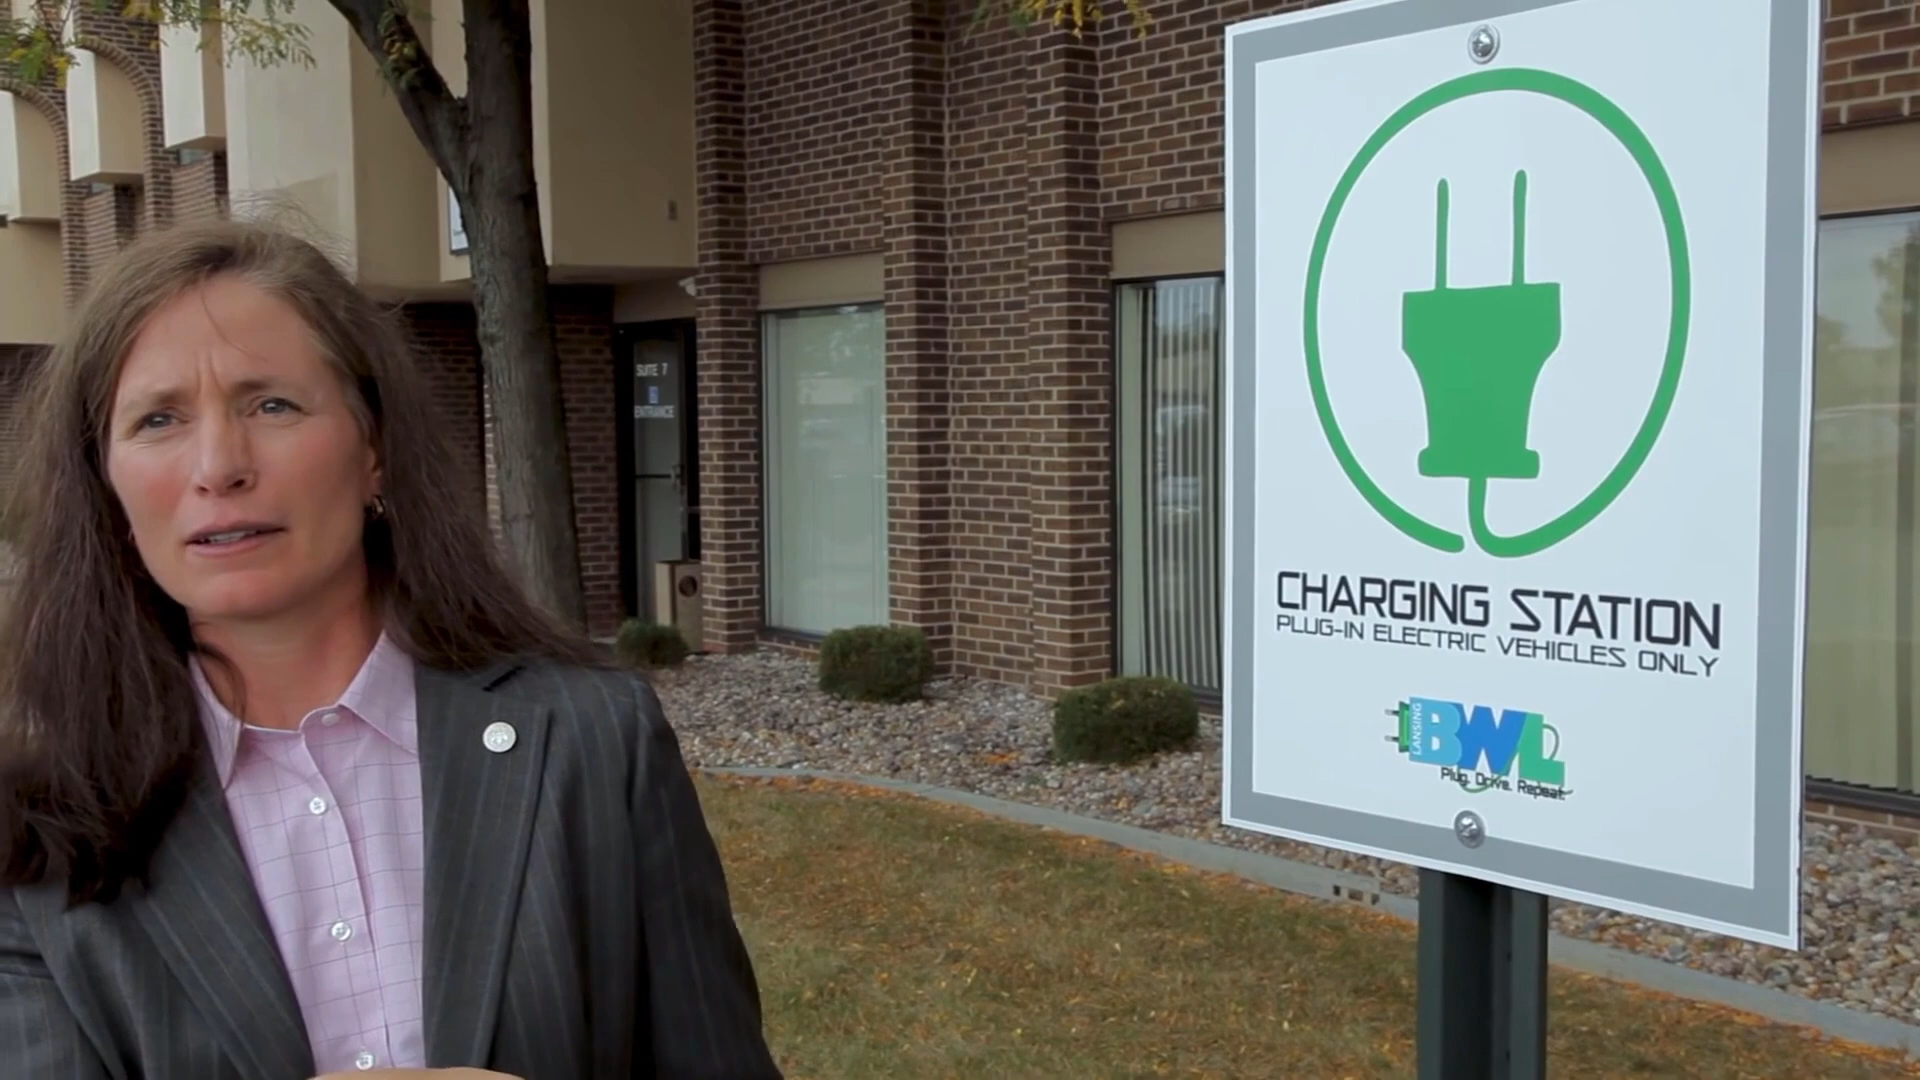 SUITE 7
ENTRANCE
CHARGING STATION
PLUG-IN ELECTRIC VEHICLES ONLY
LANSING
BWL
Plug. Drive. Repeat.